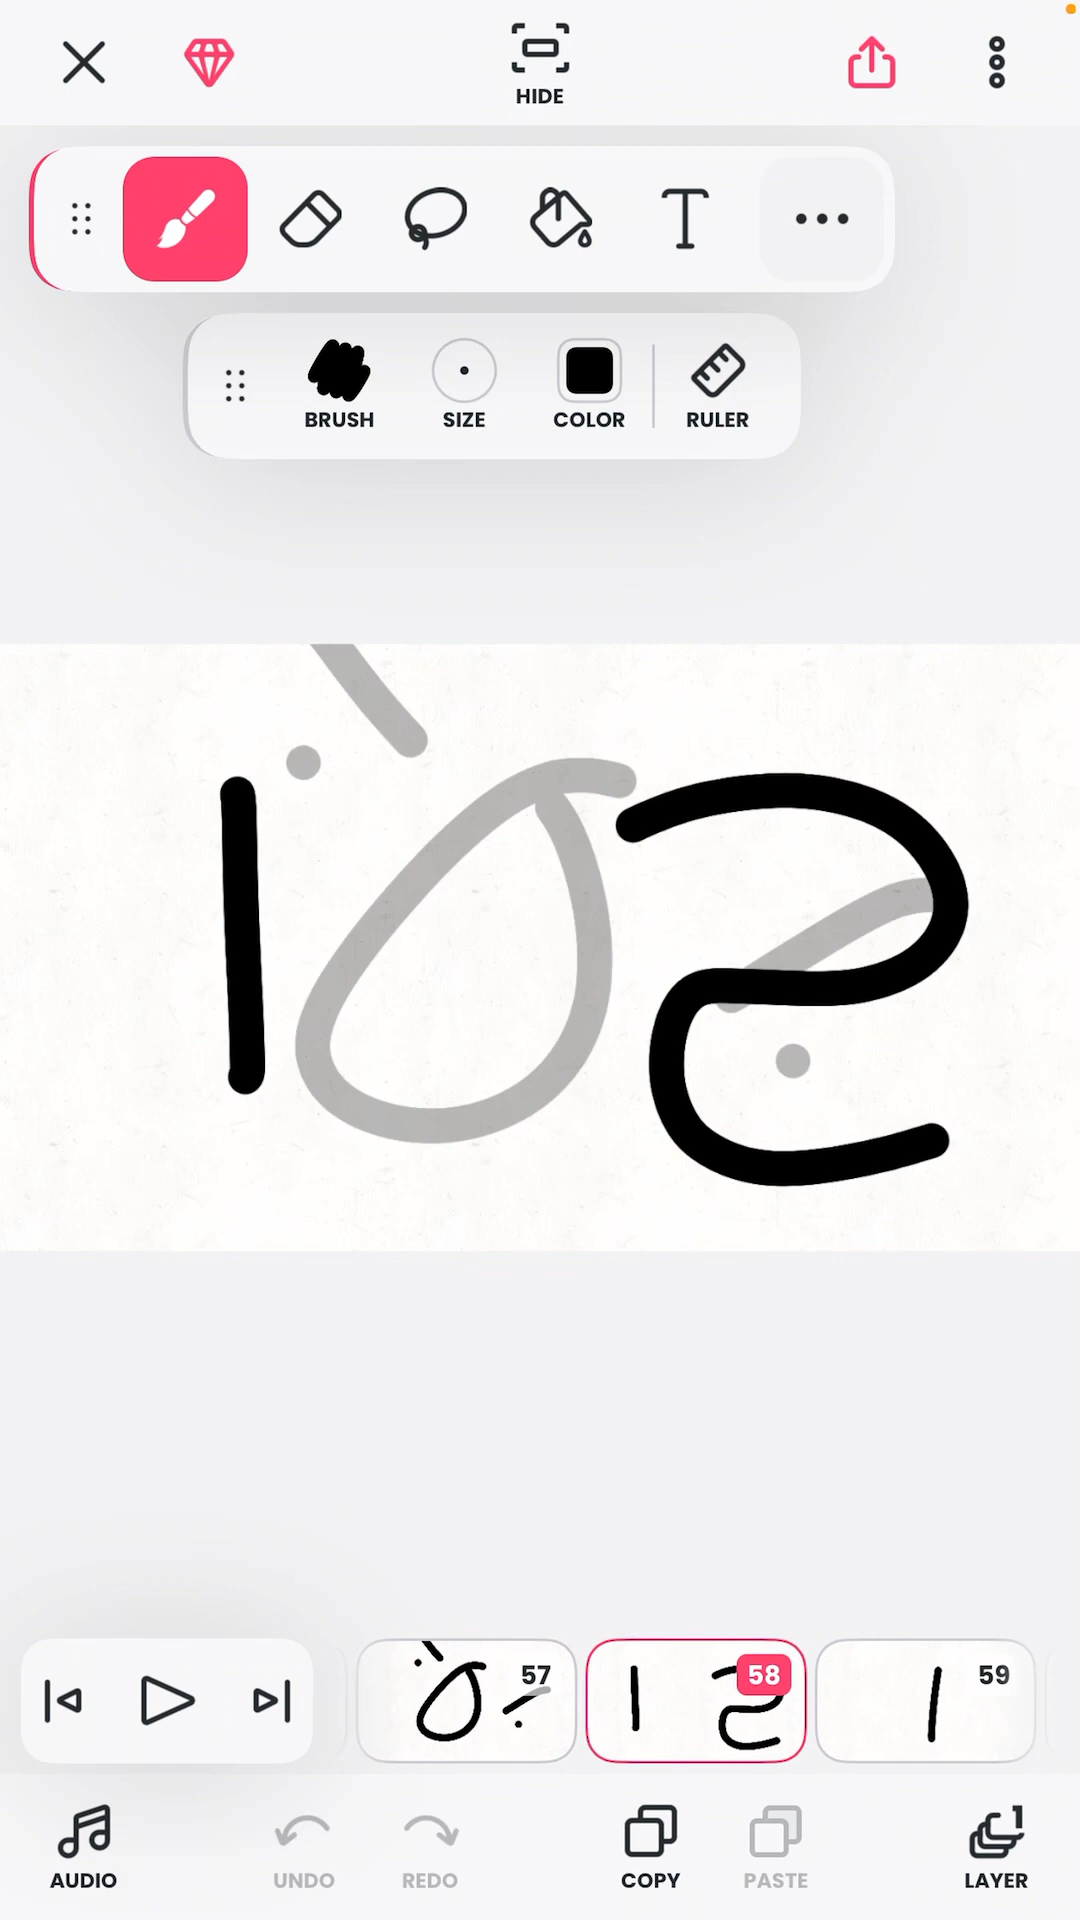 HIDE
BRUSH SIZE COLOR RULER
12
57 58 59
AUDIO UNDO REDO COPY PASTE LAYER